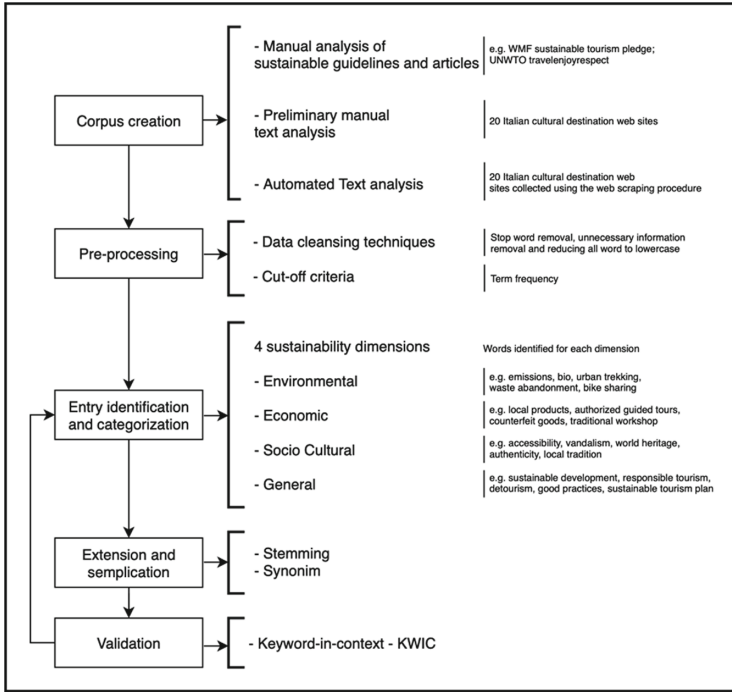 - Manual analysis of
sustainable guidelines and articles
e.g. WMF sustainable tourism pledge;
UNWTO travelenjoyrespect
Corpus creation
- Preliminary manual
text analysis
20 Italian cultural destination web sites
- Automated Text analysis
20 Italian cultural destination web
sites collected using the web scraping procedure
Pre-processing
- Data cleansing techniques
Stop word removal, unnecessary information
removal and reducing all word to lowercase
- Cut-off criteria
Term frequency
4 sustainability dimensions
Words identified for each dimension
Entry identification
and categorization
- Environmental
e.g. emissions, bio, urban trekking,
waste abandonment, bike sharing
- Economic
e.g. local products, authorized guided tours,
counterfeit goods, traditional workshop
- Socio Cultural
e.g. accessibility, vandalism, world heritage,
authenticity, local tradition
- General
e.g. sustainable development, responsible tourism,
detourism, good practices, sustainable tourism plan
Extension and
semplication
- Stemming
- Synonim
Validation
- Keyword-in-context - KWIC